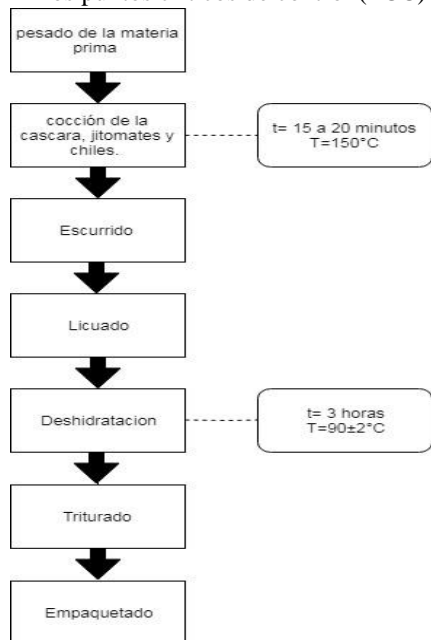 pesado de la materia
prima
cocción de la
cascara, jitomates y
chiles.
t= 15 a 20 minutos
T=150°C
Escurrido
Licuado
Deshidratacion
t= 3 horas
T=90±2°C
Triturado
Empaquetado